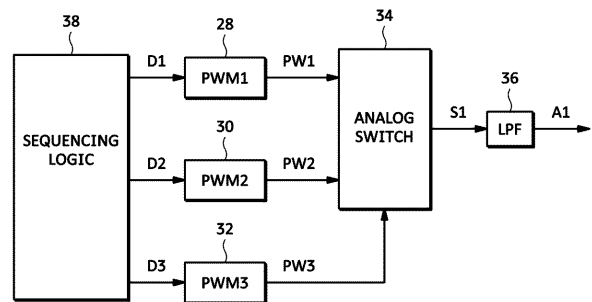 38
SEQUENCING
LOGIC
D1
28
PWM1
PW1
D2
30
PWM2
PW2
D3
32
PWM3
PW3
34
ANALOG
SWITCH
S1
36
LPF
A1